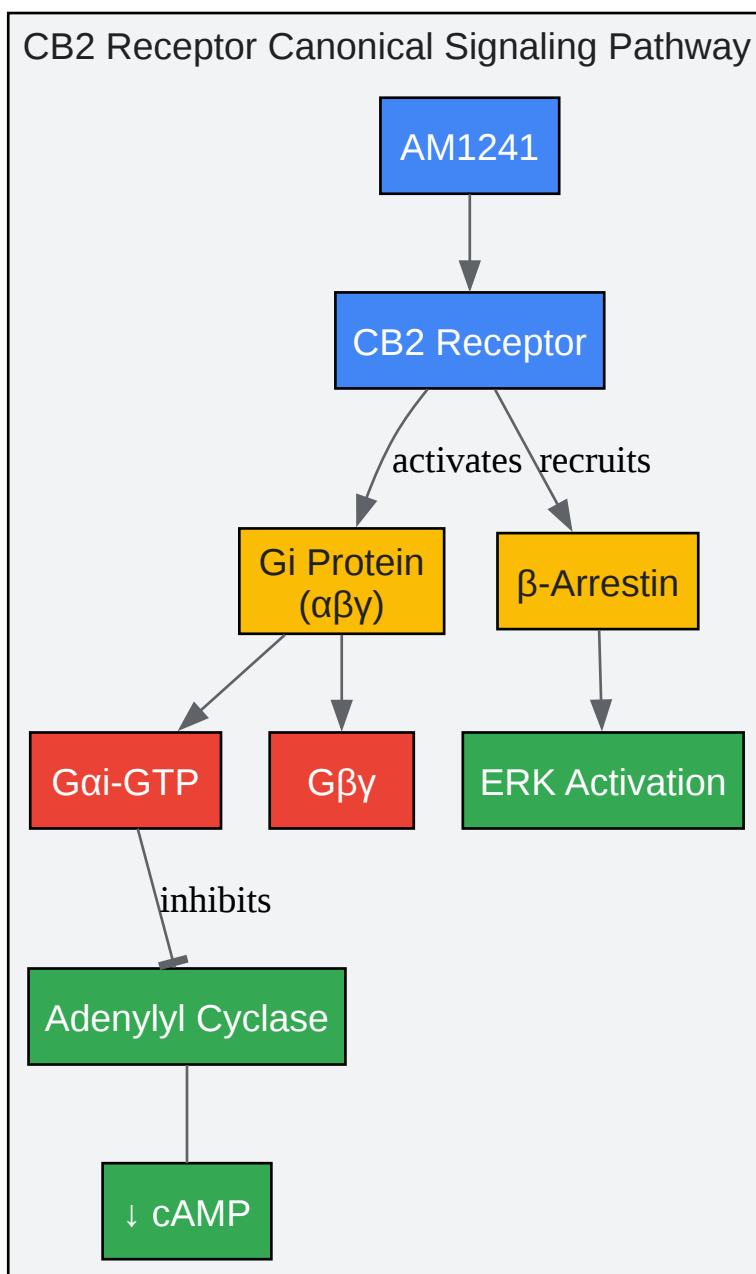 CB2 Receptor Canonical Signaling Pathway
AM1241
CB2 Receptor
activates recruits
Gi Protein
(αβγ)
β-Arrestin
Gαi-GTP
Gβγ
ERK Activation
inhibits
Adenylyl Cyclase
↓ cAMP